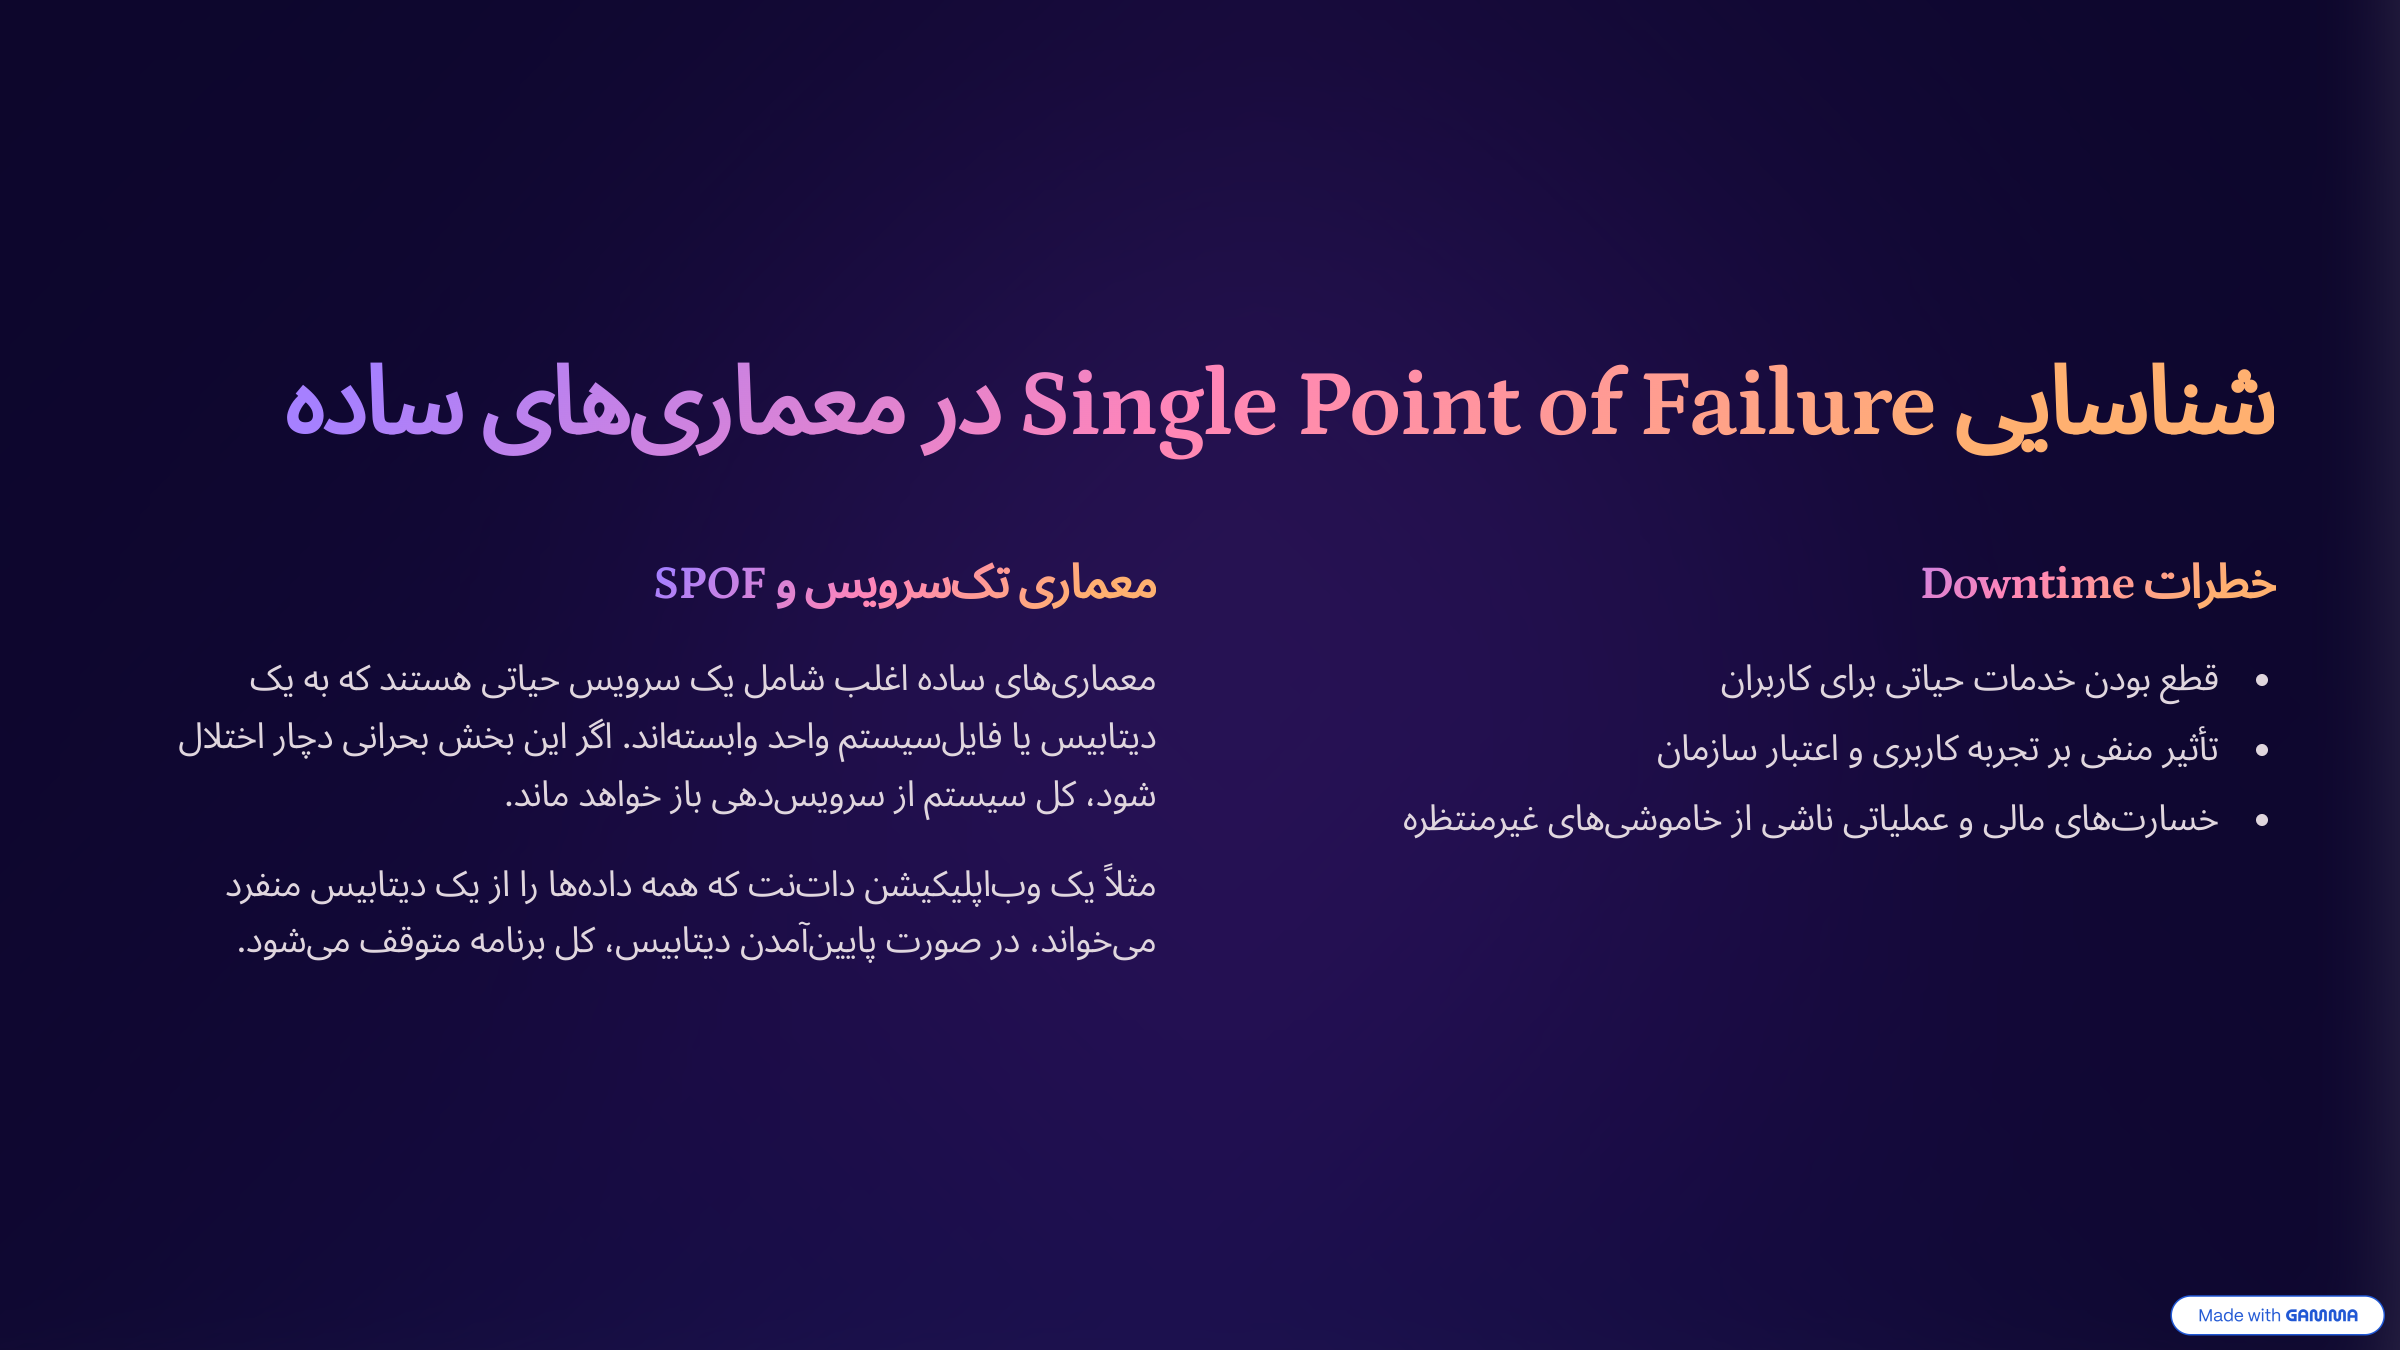 شناسایی Single Point of Failure در معماری‌های ساده
خطرات Downtime
• قطع بودن خدمات حیاتی برای کاربران
• تأثیر منفی بر تجربه کاربری و اعتبار سازمان
• خسارت‌های مالی و عملیاتی ناشی از خاموشی‌های غیرمنتظره
معماری تک‌سرویس و SPOF
معماری‌های ساده اغلب شامل یک سرویس حیاتی هستند که به یک
دیتابیس یا فایل‌سیستم واحد وابسته‌اند. اگر این بخش بحرانی دچار اختلال
شود، کل سیستم از سرویس‌دهی باز خواهد ماند.
مثلاً یک وب‌اپلیکیشن دات‌نت که همه داده‌ها را از یک دیتابیس منفرد
می‌خواند، در صورت پایین‌آمدن دیتابیس، کل برنامه متوقف می‌شود.
Made with GAMMA